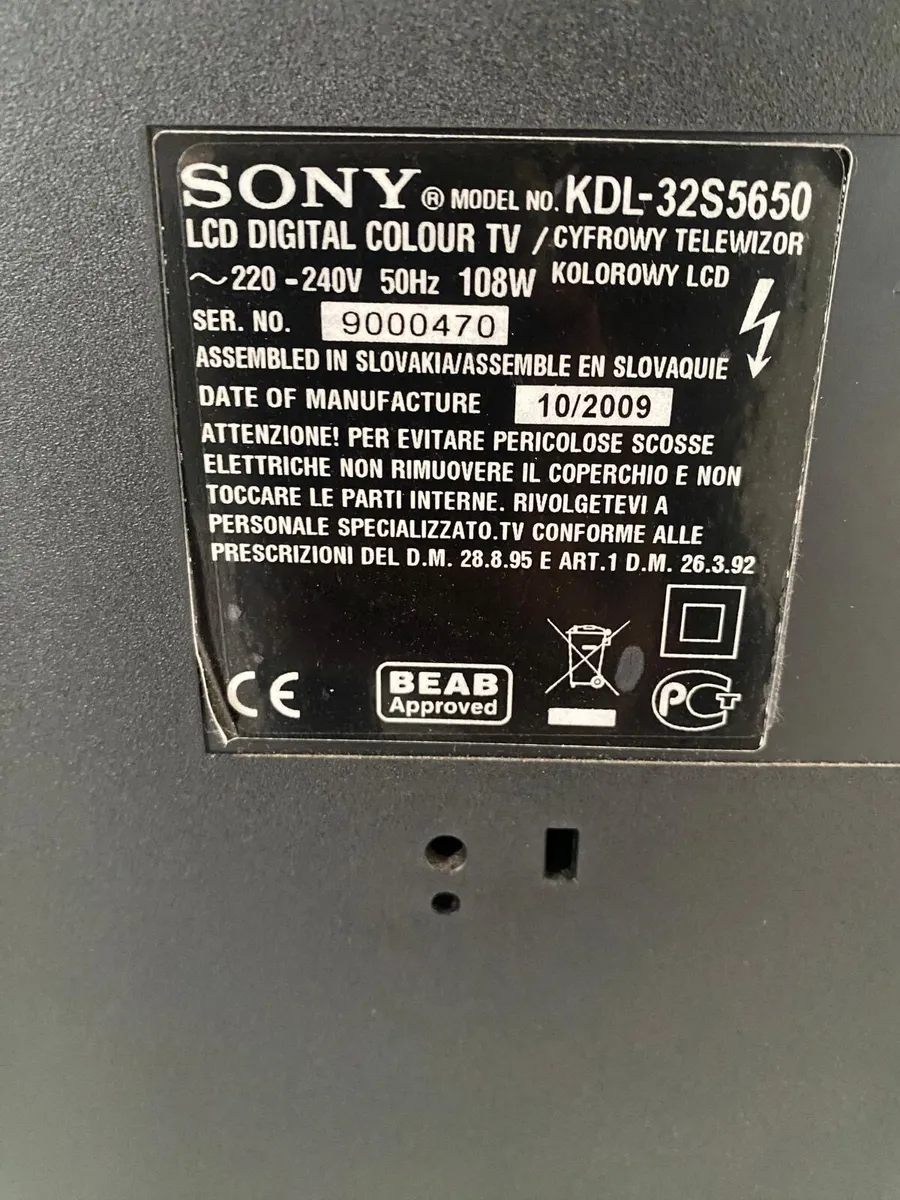 SONY® MODEL NO. KDL-32S5650
LCD DIGITAL COLOUR TV / CYFROWY TELEWIZOR
~220 - 240V 50Hz 108W KOLOROWY LCD
SER. NO. 9000470
ASSEMBLED IN SLOVAKIA/ASSEMBLE EN SLOVAQUIE
DATE OF MANUFACTURE 10/2009
ATTENZIONE! PER EVITARE PERICOLOSE SCOSSE
ELETTRICHE NON RIMUOVERE IL COPERCHIO E NON
TOCCARE LE PARTI INTERNE. RIVOLGETEVI A
PERSONALE SPECIALIZZATO.TV CONFORME ALLE
PRESCRIZIONI DEL D.M. 28.8.95 E ART.1 D.M. 26.3.92
CE
BEAB
Approved
PCT